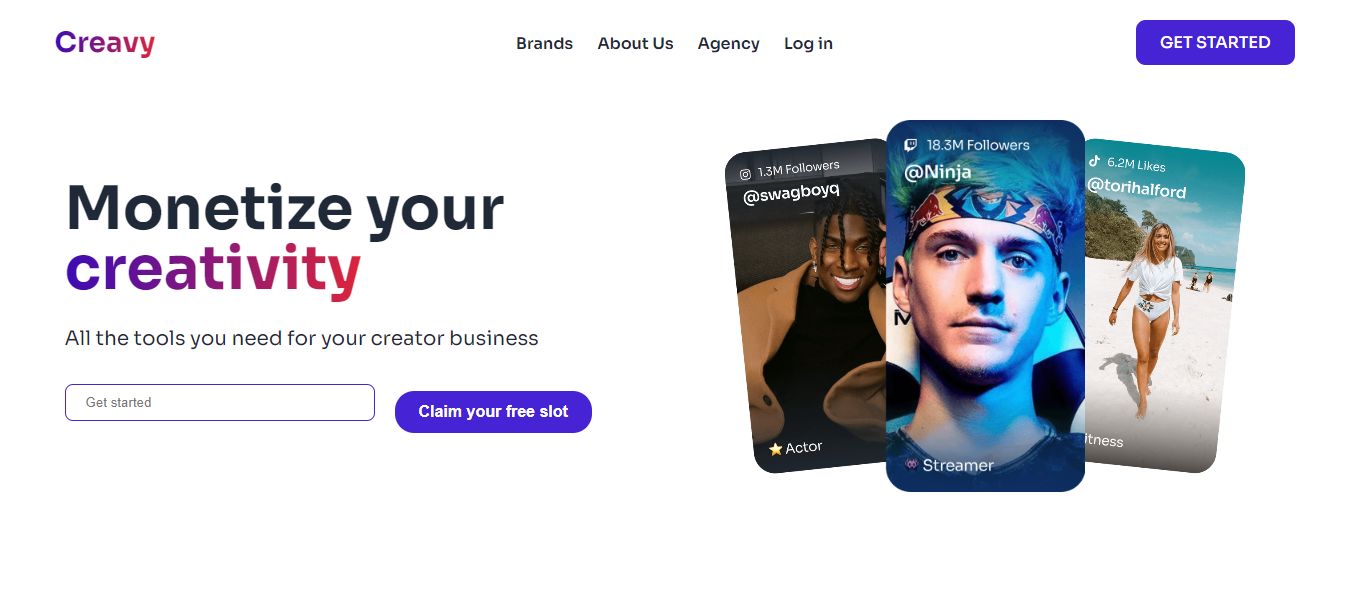 Creavy
Brands
About Us
Agency
Log in
GET STARTED
Monetize your
creativity
All the tools you need for your creator business
Get started
Claim your free slot
1.3M Followers
@swagboyq
⭐ Actor
18.3M Followers
@Ninja
Streamer
6.2M Likes
@torihalford
itness